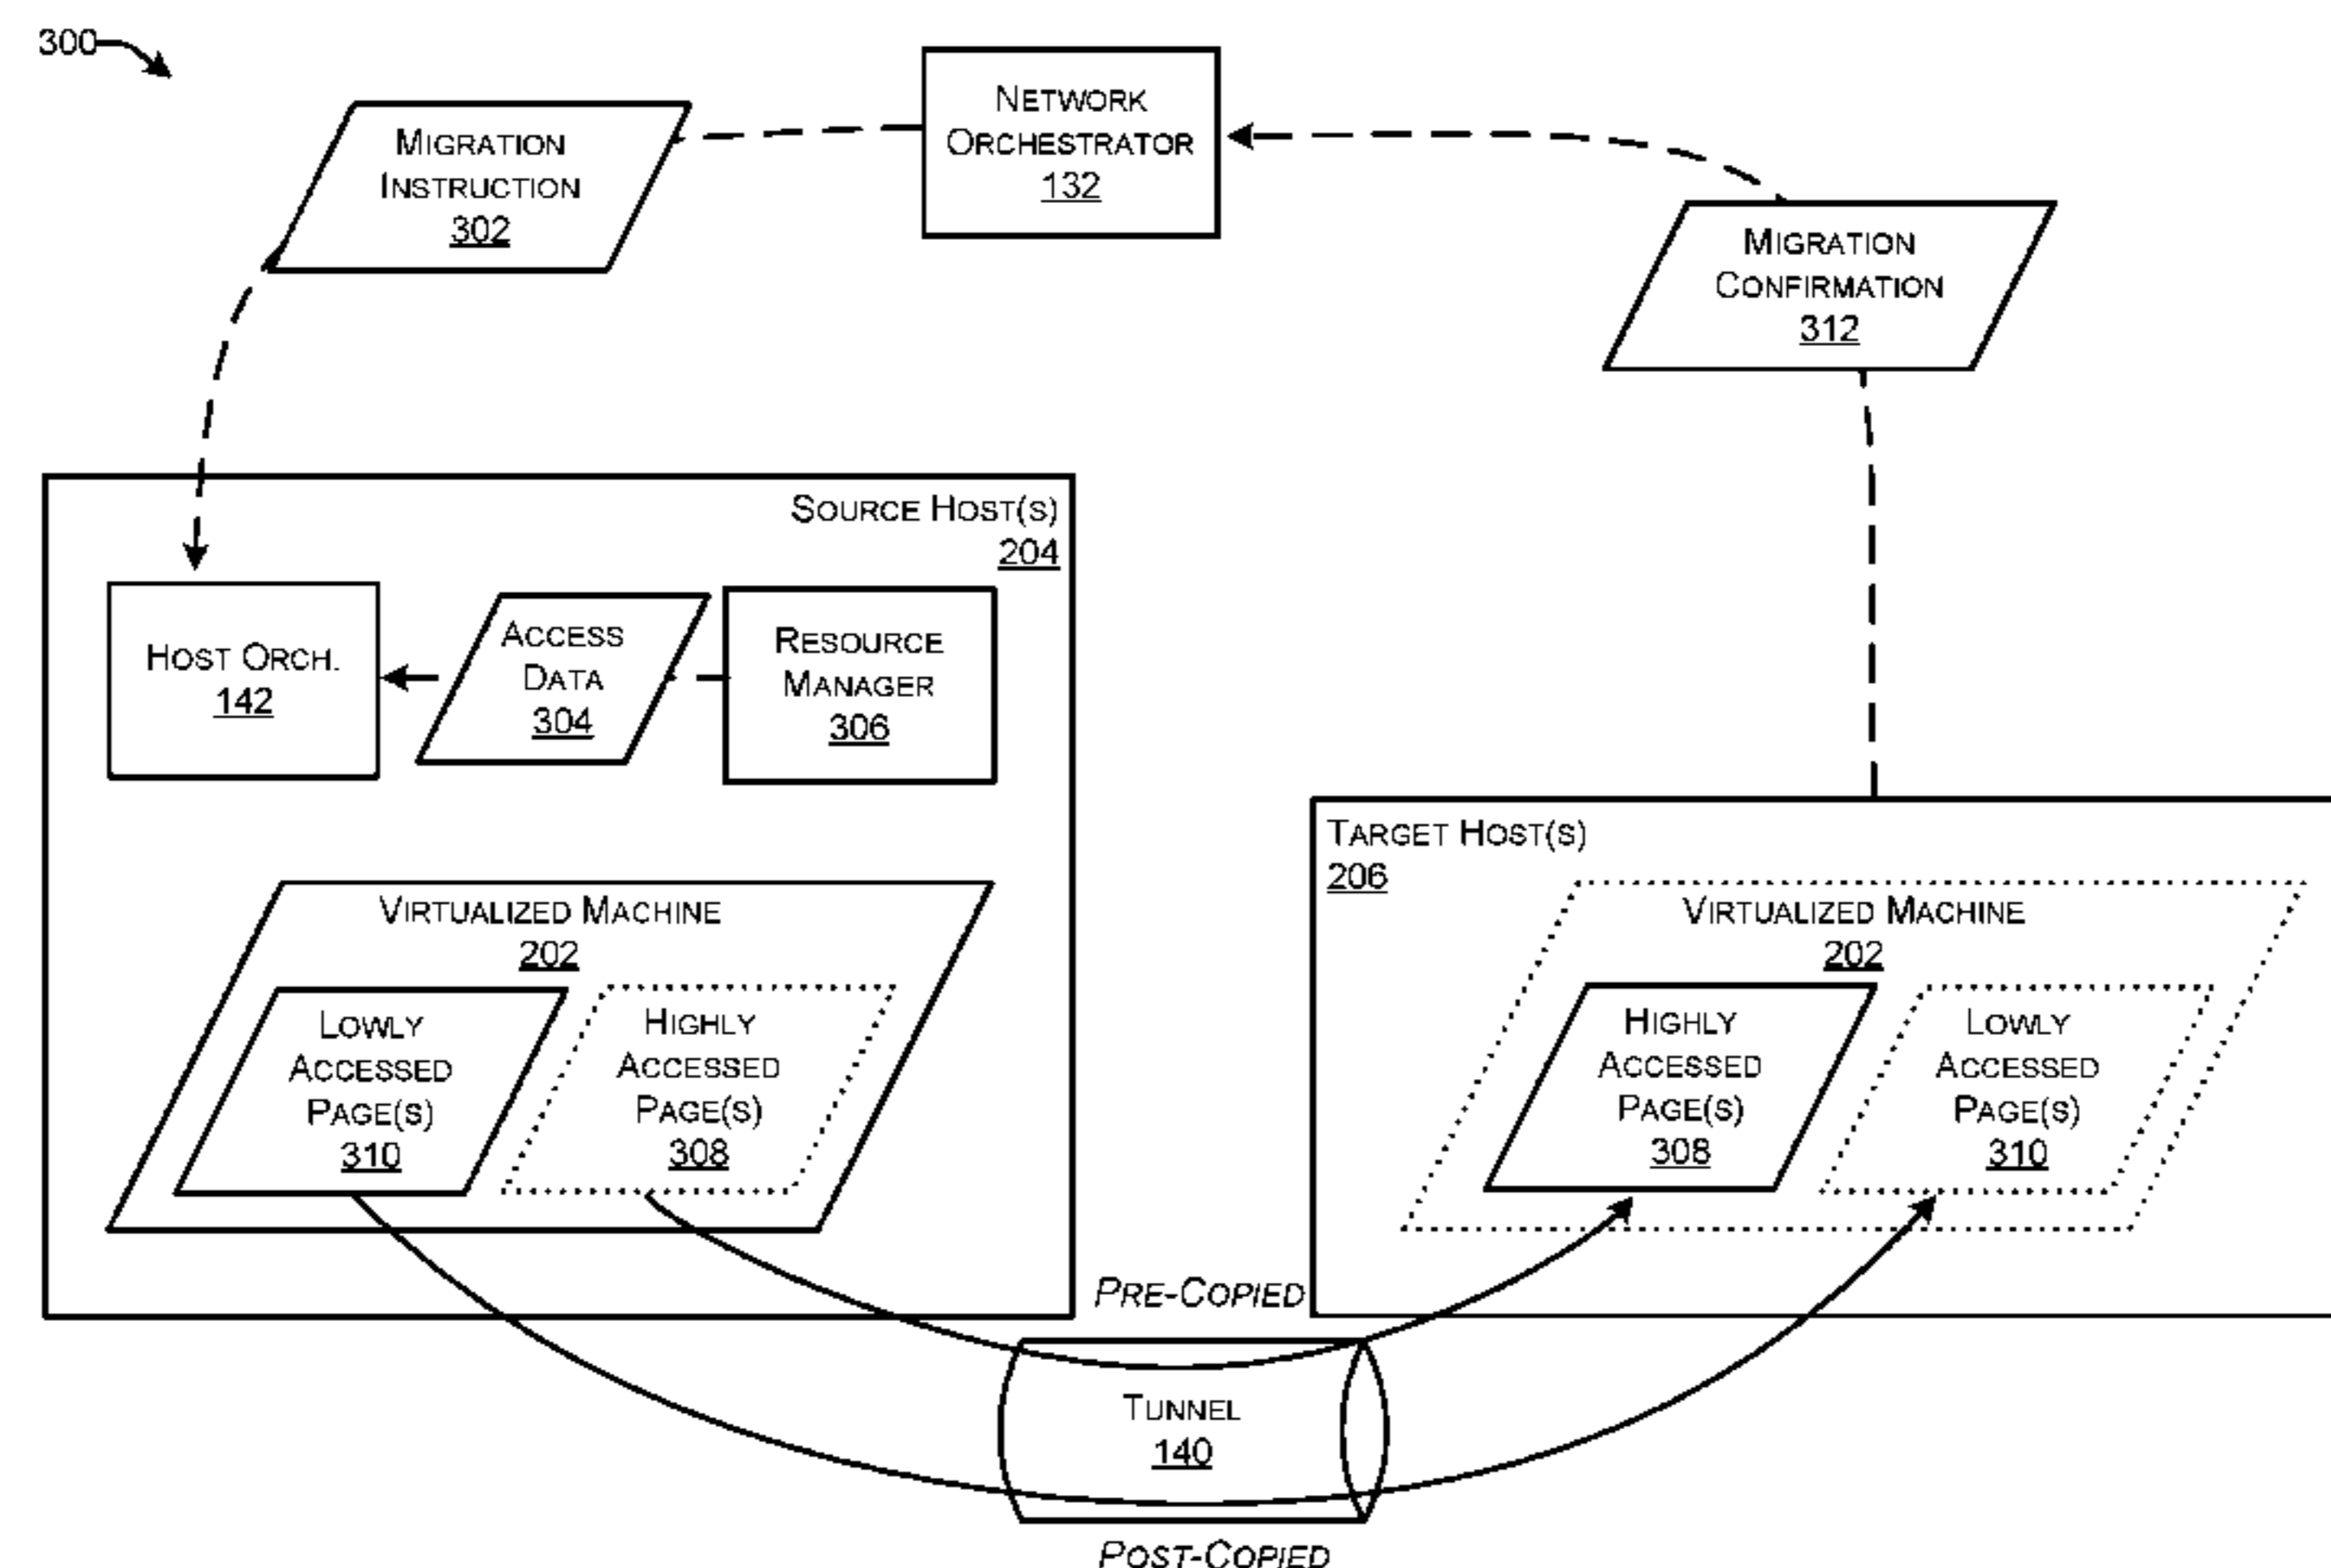 300
NETWORK
ORCHESTRATOR
132
MIGRATION
INSTRUCTION
302
MIGRATION
CONFIRMATION
312
SOURCE HOST(S)
204
HOST ORCH.
142
ACCESS
DATA
304
RESOURCE
MANAGER
306
VIRTUALIZED MACHINE
202
LOWLY
ACCESSED
PAGE(S)
310
HIGHLY
ACCESSED
PAGE(S)
308
TARGET HOST(S)
206
VIRTUALIZED MACHINE
202
HIGHLY
ACCESSED
PAGE(S)
308
LOWLY
ACCESSED
PAGE(S)
310
PRE-COPIED
TUNNEL
140
POST-COPIED